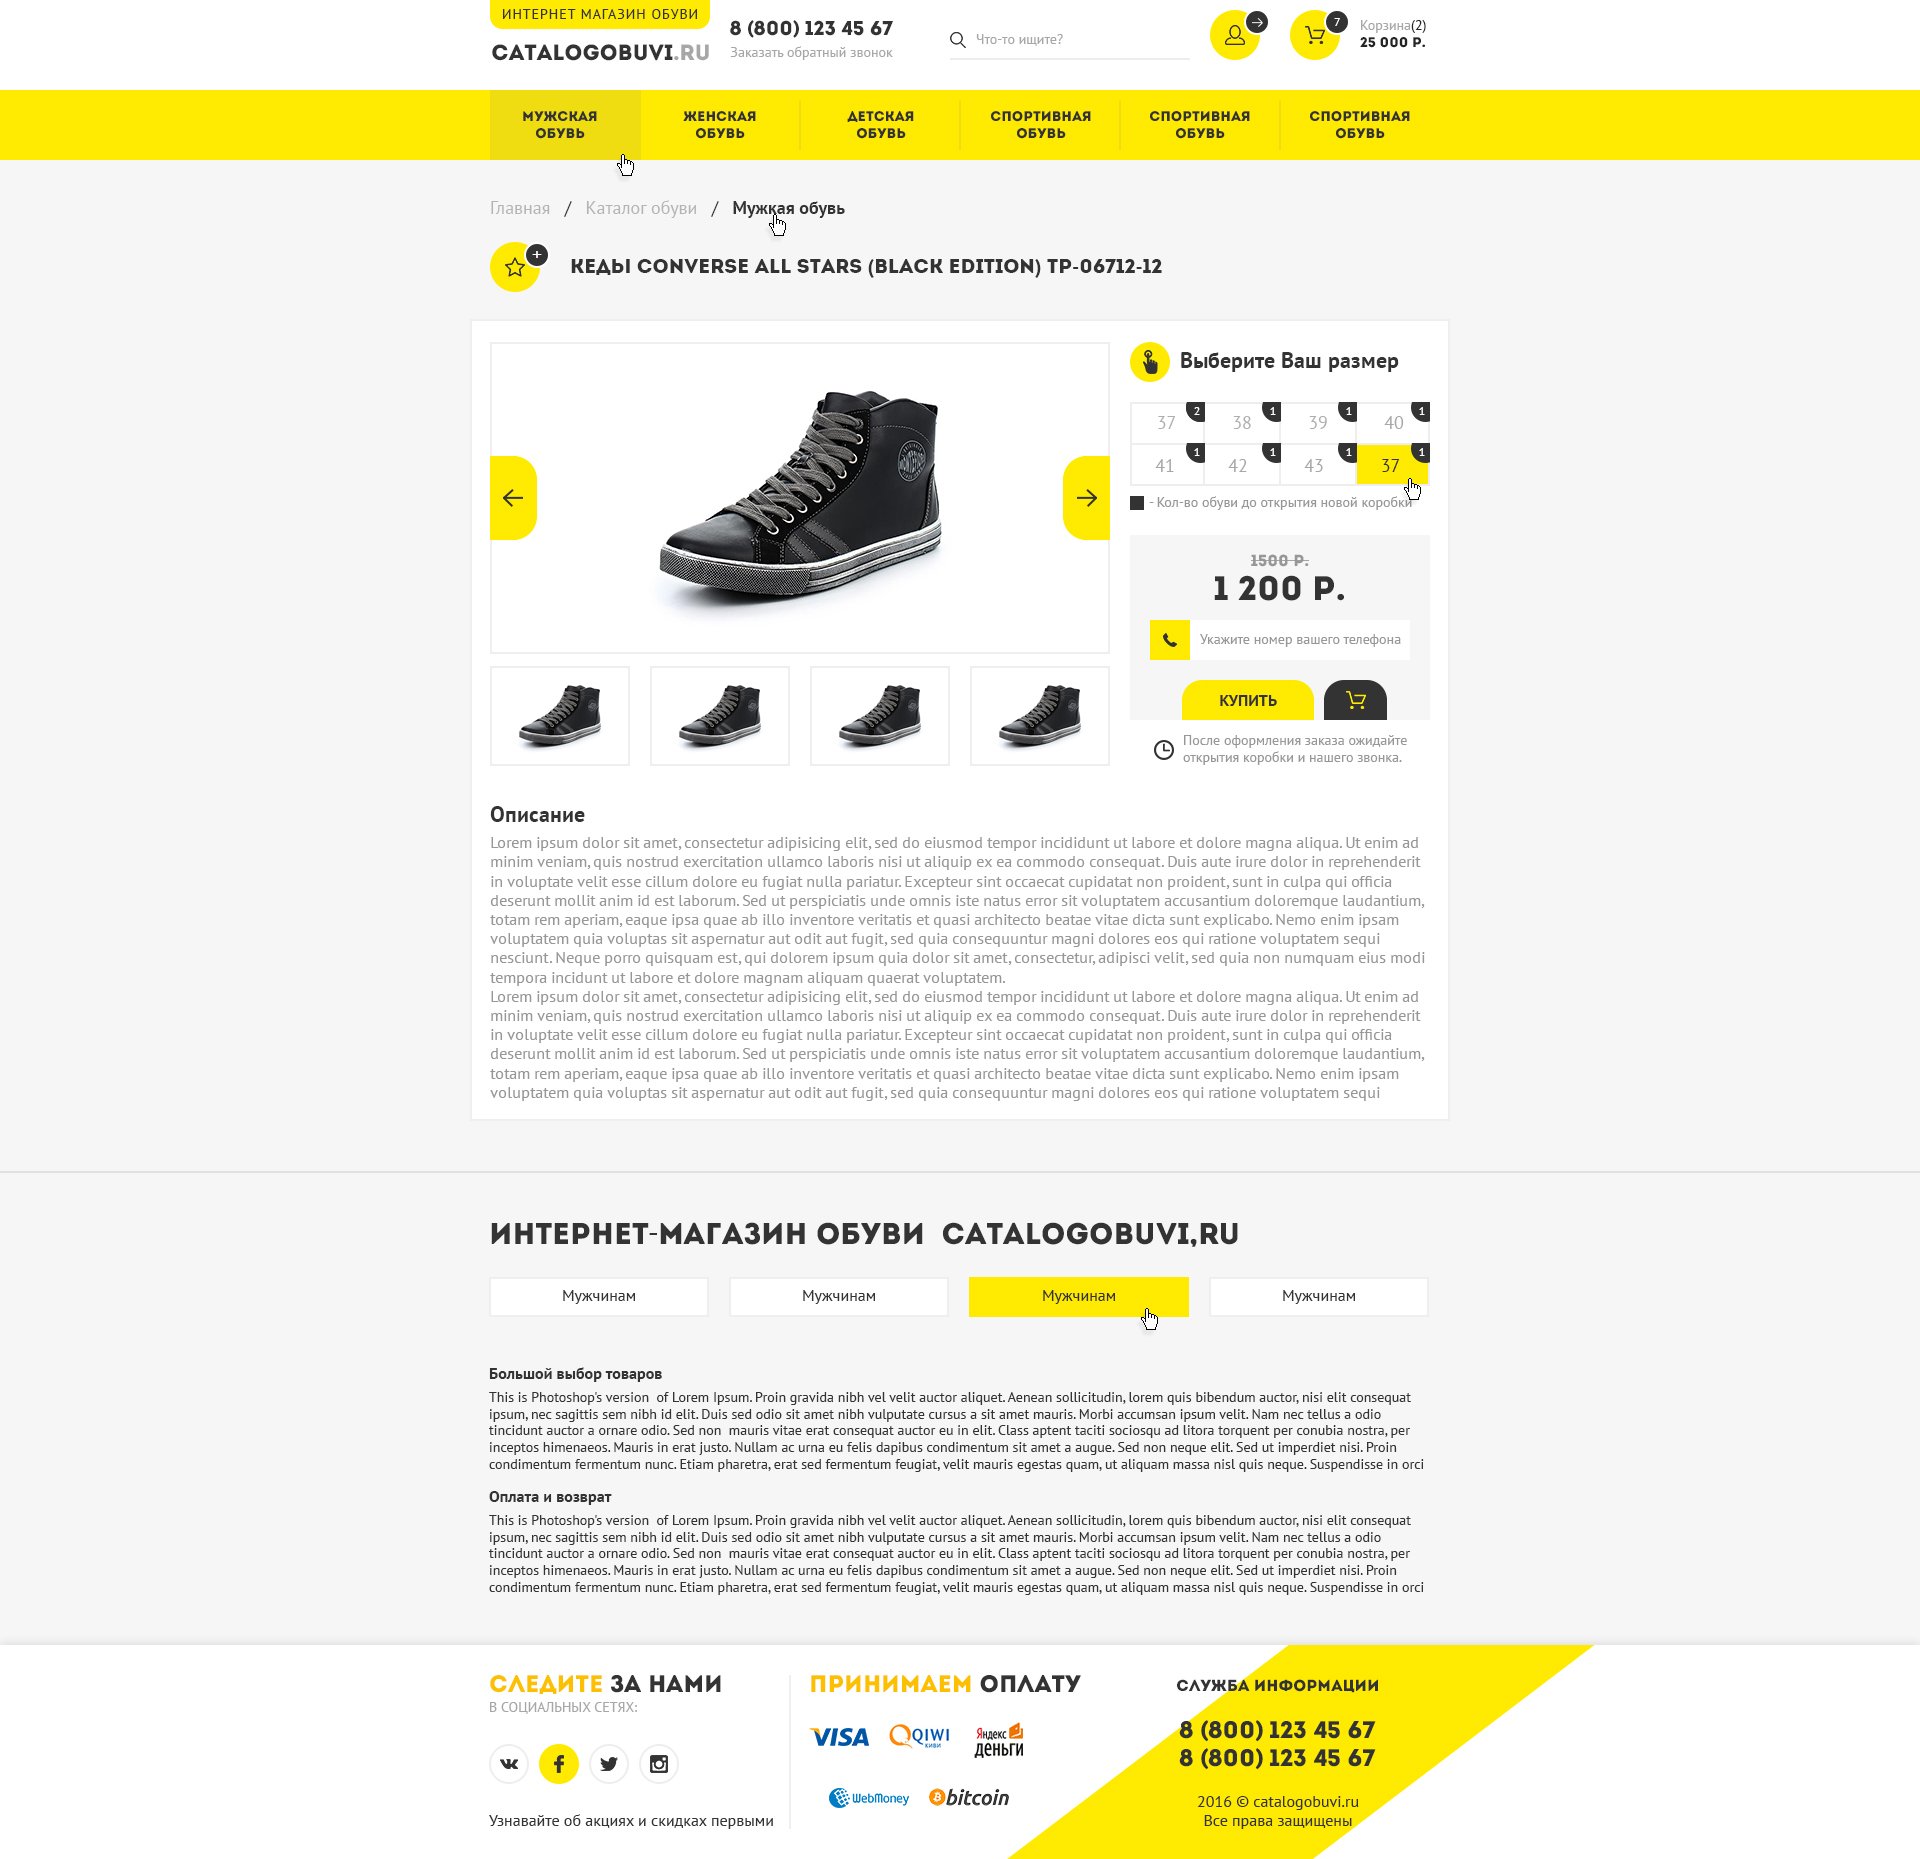 ИНТЕРНЕТ МАГАЗИН ОБУВИ
CATALOGOBUVI.RU
8 (800) 123 45 67
Заказать обратный звонок
Что-то ищите?
7
Корзина(2)
25 000 Р.
МУЖСКАЯ ОБУВЬ
ЖЕНСКАЯ ОБУВЬ
ДЕТСКАЯ ОБУВЬ
СПОРТИВНАЯ ОБУВЬ
СПОРТИВНАЯ ОБУВЬ
СПОРТИВНАЯ ОБУВЬ
Главная / Каталог обуви / Мужкая обувь
+
КЕДЫ CONVERSE ALL STARS (BLACK EDITION) TP-06712-12
Выберите Ваш размер
37 2 38 1 39 1 40 1
41 1 42 1 43 1 37 1
- Кол-во обуви до открытия новой коробки
1500 Р.
1 200 Р.
Укажите номер вашего телефона
КУПИТЬ
После оформления заказа ожидайте
открытия коробки и нашего звонка.
Описание
Lorem ipsum dolor sit amet, consectetur adipisicing elit, sed do eiusmod tempor incididunt ut labore et dolore magna aliqua. Ut enim ad
minim veniam, quis nostrud exercitation ullamco laboris nisi ut aliquip ex ea commodo consequat. Duis aute irure dolor in reprehenderit
in voluptate velit esse cillum dolore eu fugiat nulla pariatur. Excepteur sint occaecat cupidatat non proident, sunt in culpa qui officia
deserunt mollit anim id est laborum. Sed ut perspiciatis unde omnis iste natus error sit voluptatem accusantium doloremque laudantium,
totam rem aperiam, eaque ipsa quae ab illo inventore veritatis et quasi architecto beatae vitae dicta sunt explicabo. Nemo enim ipsam
voluptatem quia voluptas sit aspernatur aut odit aut fugit, sed quia consequuntur magni dolores eos qui ratione voluptatem sequi
nesciunt. Neque porro quisquam est, qui dolorem ipsum quia dolor sit amet, consectetur, adipisci velit, sed quia non numquam eius modi
tempora incidunt ut labore et dolore magnam aliquam quaerat voluptatem.
Lorem ipsum dolor sit amet, consectetur adipisicing elit, sed do eiusmod tempor incididunt ut labore et dolore magna aliqua. Ut enim ad
minim veniam, quis nostrud exercitation ullamco laboris nisi ut aliquip ex ea commodo consequat. Duis aute irure dolor in reprehenderit
in voluptate velit esse cillum dolore eu fugiat nulla pariatur. Excepteur sint occaecat cupidatat non proident, sunt in culpa qui officia
deserunt mollit anim id est laborum. Sed ut perspiciatis unde omnis iste natus error sit voluptatem accusantium doloremque laudantium,
totam rem aperiam, eaque ipsa quae ab illo inventore veritatis et quasi architecto beatae vitae dicta sunt explicabo. Nemo enim ipsam
voluptatem quia voluptas sit aspernatur aut odit aut fugit, sed quia consequuntur magni dolores eos qui ratione voluptatem sequi
ИНТЕРНЕТ-МАГАЗИН ОБУВИ CATALOGOBUVI,RU
Мужчинам
Мужчинам
Мужчинам
Мужчинам
Большой выбор товаров
This is Photoshop's version of Lorem Ipsum. Proin gravida nibh vel velit auctor aliquet. Aenean sollicitudin, lorem quis bibendum auctor, nisi elit consequat
ipsum, nec sagittis sem nibh id elit. Duis sed odio sit amet nibh vulputate cursus a sit amet mauris. Morbi accumsan ipsum velit. Nam nec tellus a odio
tincidunt auctor a ornare odio. Sed non mauris vitae erat consequat auctor eu in elit. Class aptent taciti sociosqu ad litora torquent per conubia nostra, per
inceptos himenaeos. Mauris in erat justo. Nullam ac urna eu felis dapibus condimentum sit amet a augue. Sed non neque elit. Sed ut imperdiet nisi. Proin
condimentum fermentum nunc. Etiam pharetra, erat sed fermentum feugiat, velit mauris egestas quam, ut aliquam massa nisl quis neque. Suspendisse in orci
Оплата и возврат
This is Photoshop's version of Lorem Ipsum. Proin gravida nibh vel velit auctor aliquet. Aenean sollicitudin, lorem quis bibendum auctor, nisi elit consequat
ipsum, nec sagittis sem nibh id elit. Duis sed odio sit amet nibh vulputate cursus a sit amet mauris. Morbi accumsan ipsum velit. Nam nec tellus a odio
tincidunt auctor a ornare odio. Sed non mauris vitae erat consequat auctor eu in elit. Class aptent taciti sociosqu ad litora torquent per conubia nostra, per
inceptos himenaeos. Mauris in erat justo. Nullam ac urna eu felis dapibus condimentum sit amet a augue. Sed non neque elit. Sed ut imperdiet nisi. Proin
condimentum fermentum nunc. Etiam pharetra, erat sed fermentum feugiat, velit mauris egestas quam, ut aliquam massa nisl quis neque. Suspendisse in orci
СЛЕДИТЕ ЗА НАМИ
В СОЦИАЛЬНЫХ СЕТЯХ:
Узнавайте об акциях и скидках первыми
ПРИНИМАЕМ ОПЛАТУ
VISA
QIWI
КИВИ
Яндекс
ДЕНЬГИ
WebMoney
bitcoin
СЛУЖБА ИНФОРМАЦИИ
8 (800) 123 45 67
8 (800) 123 45 67
2016 © catalogobuvi.ru
Все права защищены